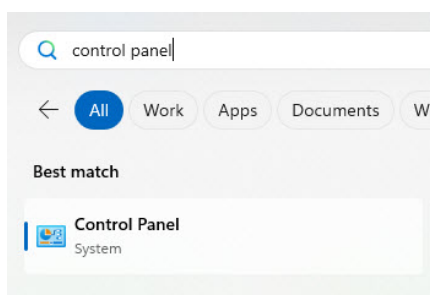 control panel
All Work Apps Documents W
Best match
Control Panel
System